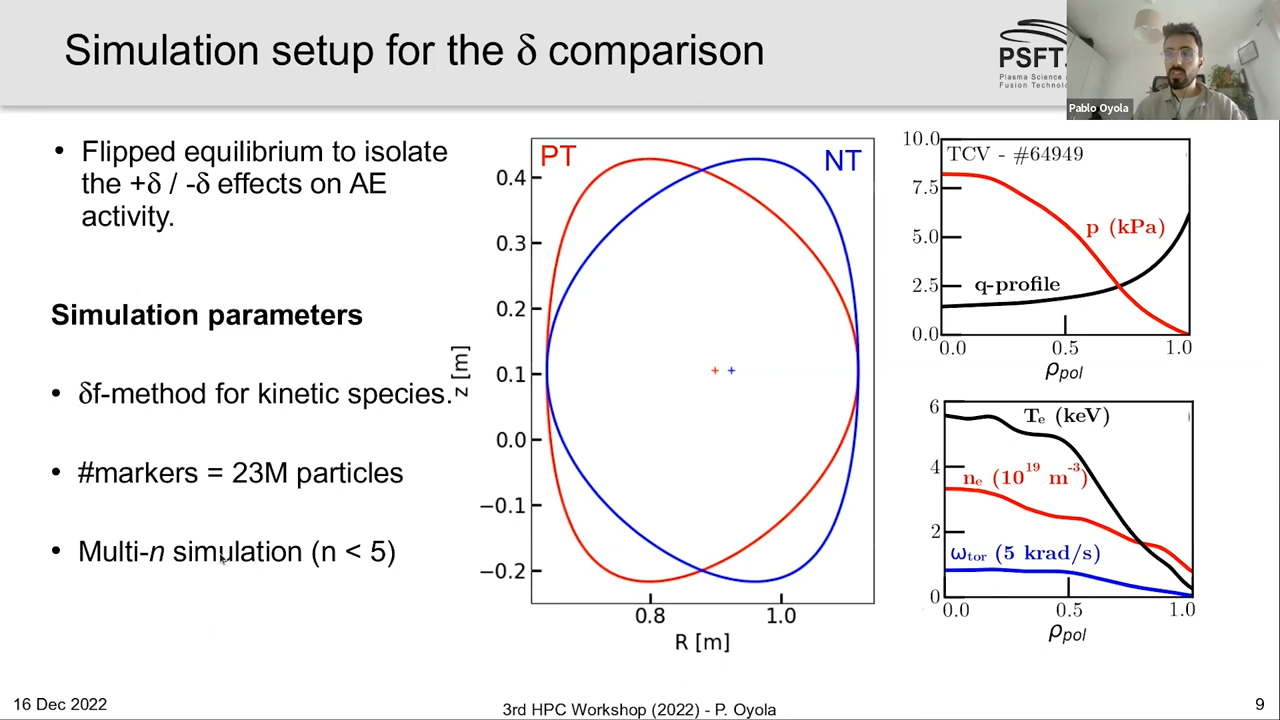 Simulation setup for the δ comparison
PSFT
Plasma Science
Fusion Technol
Pablo Oyola
• Flipped equilibrium to isolate
the +δ / -δ effects on AE
activity.
Simulation parameters
• δf-method for kinetic species.
• #markers = 23M particles
• Multi-n simulation (n < 5)
PT
NT
0.4
0.3
0.2
0.1
0.0
−0.1
−0.2
z [m]
0.8 1.0
R [m]
TCV - #64949
10.0
7.5
5.0
2.5
0.0
p (kPa)
q-profile
0.0 0.5 1.0
ρpol
6
4
2
0
Te (keV)
ne (10^19 m^-3)
ωtor (5 krad/s)
0.0 0.5 1.0
ρpol
16 Dec 2022
3rd HPC Workshop (2022) - P. Oyola
9